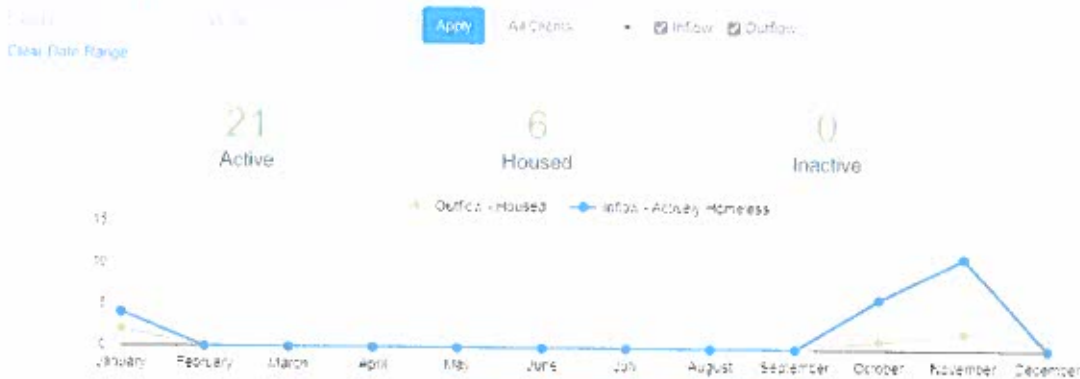 Apply All Clients Inflow Outflow
Clear Date Range
21 6 0
Active Housed Inactive
Outflow - Housed Inflow - Actively Homeless
15
10
5
0
January February March April May June July August September October November December